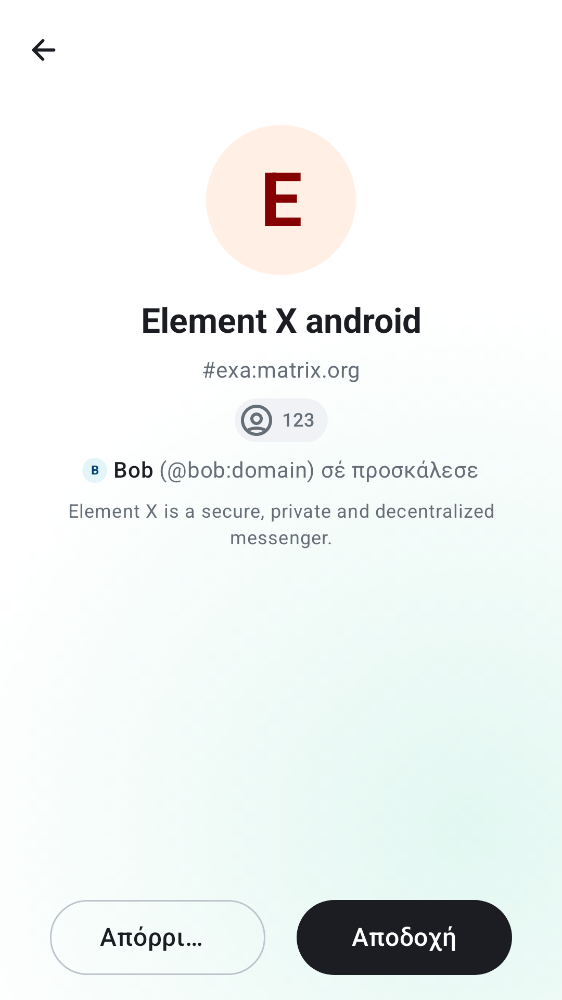 E
Element X android
#exa:matrix.org
123
B Bob (@bob:domain) σέ προσκάλεσε
Element X is a secure, private and decentralized
messenger.
Απόρρι…
Αποδοχή